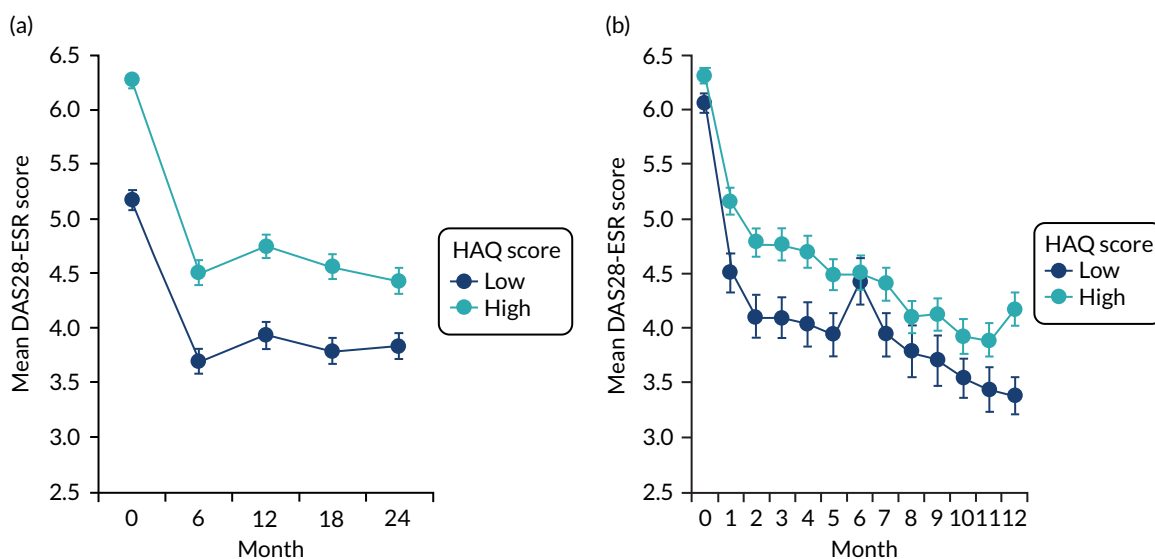 (a)
6.5
6.0
5.5
5.0
4.5
4.0
3.5
3.0
2.5
Mean DAS28-ESR score
0 6 12 18 24
Month
HAQ score
Low
High
(b)
6.5
6.0
5.5
5.0
4.5
4.0
3.5
3.0
2.5
Mean DAS28-ESR score
0 1 2 3 4 5 6 7 8 9 10 11 12
Month
HAQ score
Low
High